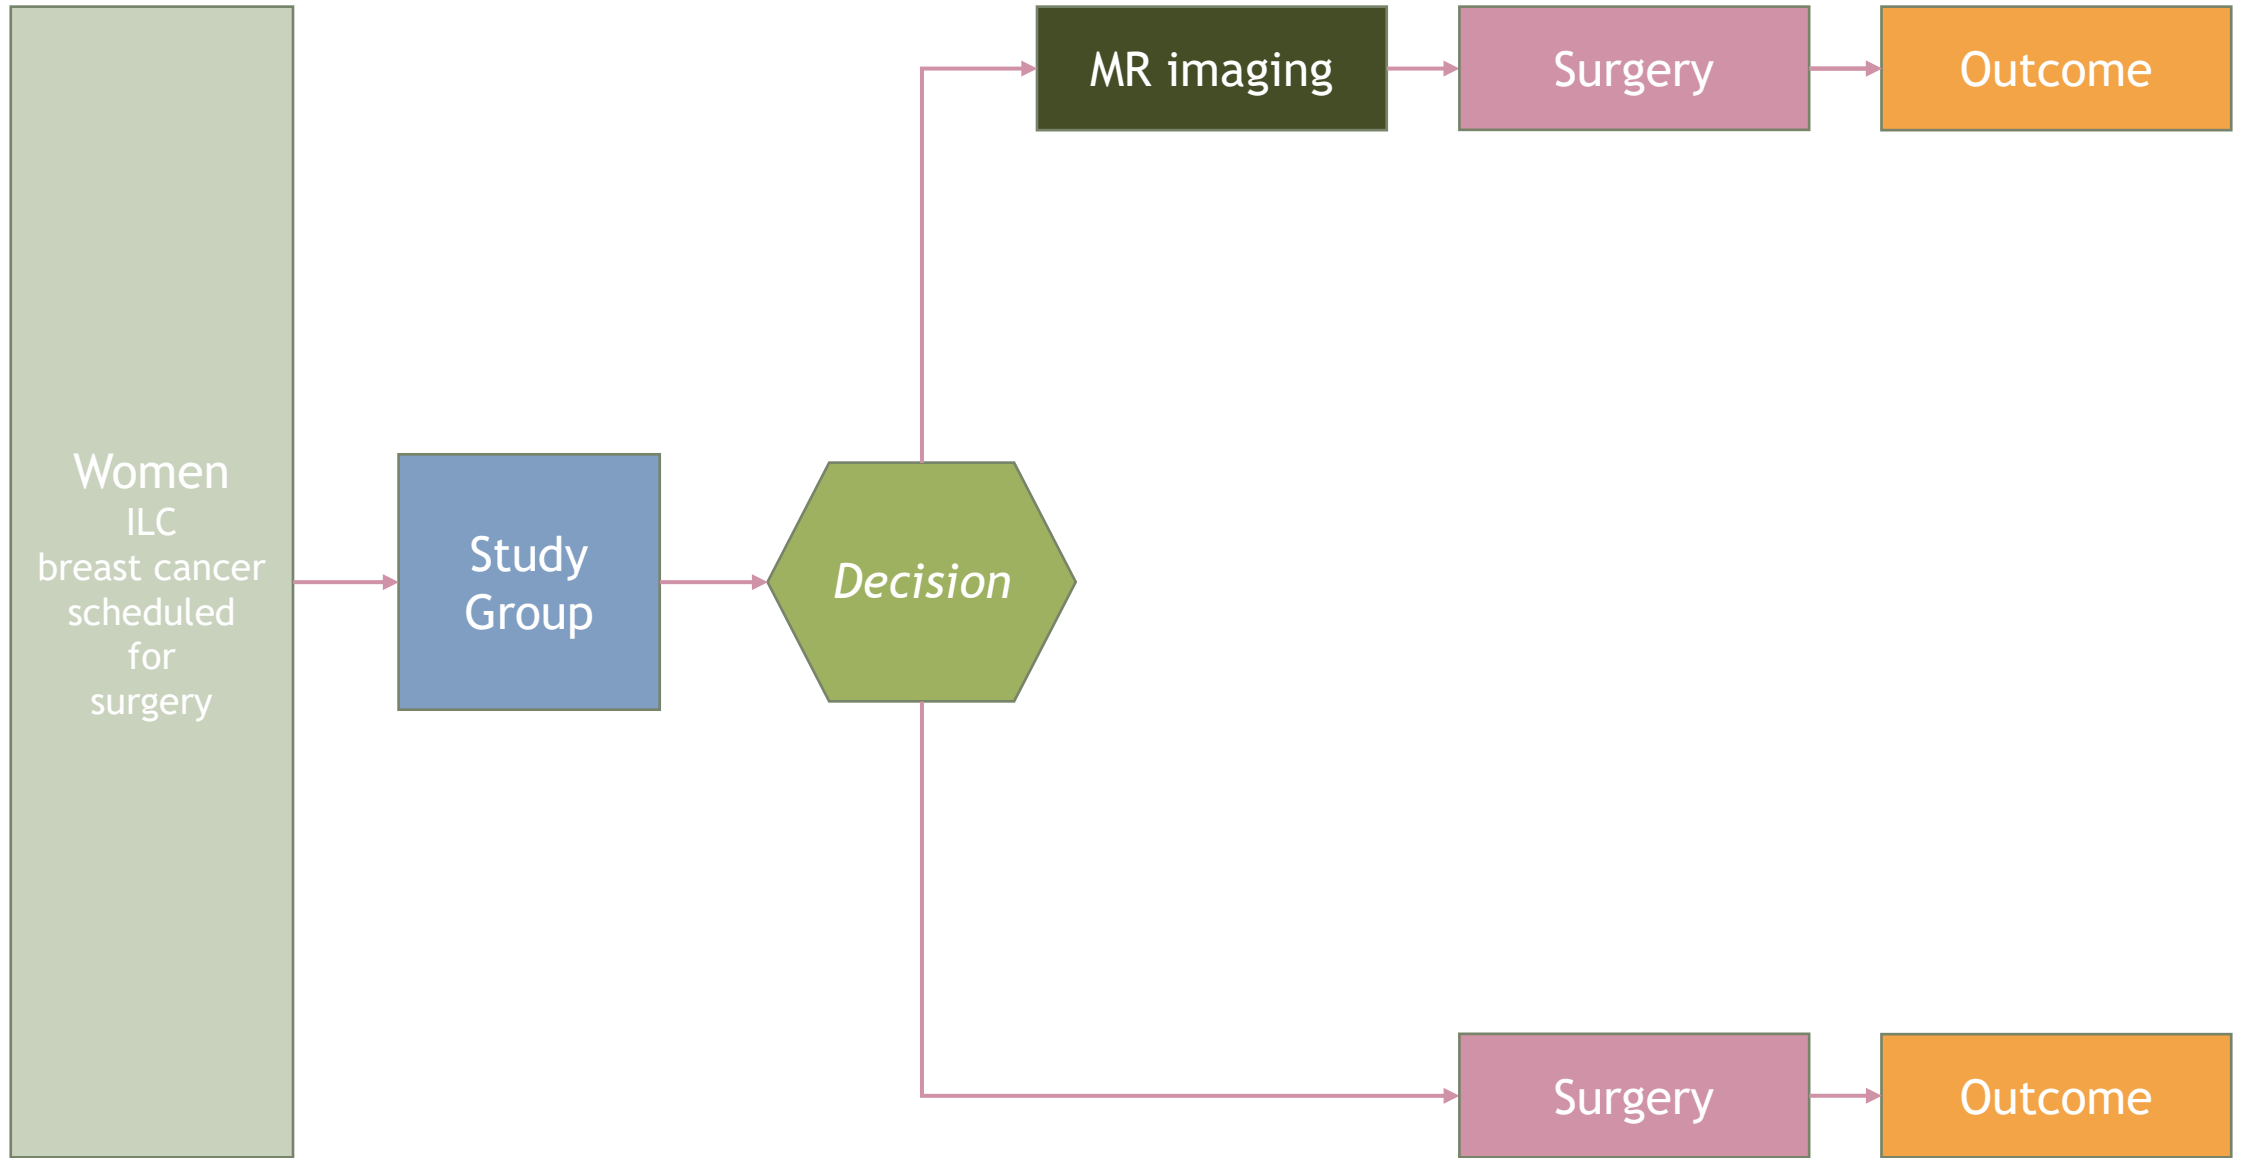 Women
ILC
breast cancer
scheduled
for
surgery
Study
Group
Decision
MR imaging
Surgery
Outcome
Surgery
Outcome